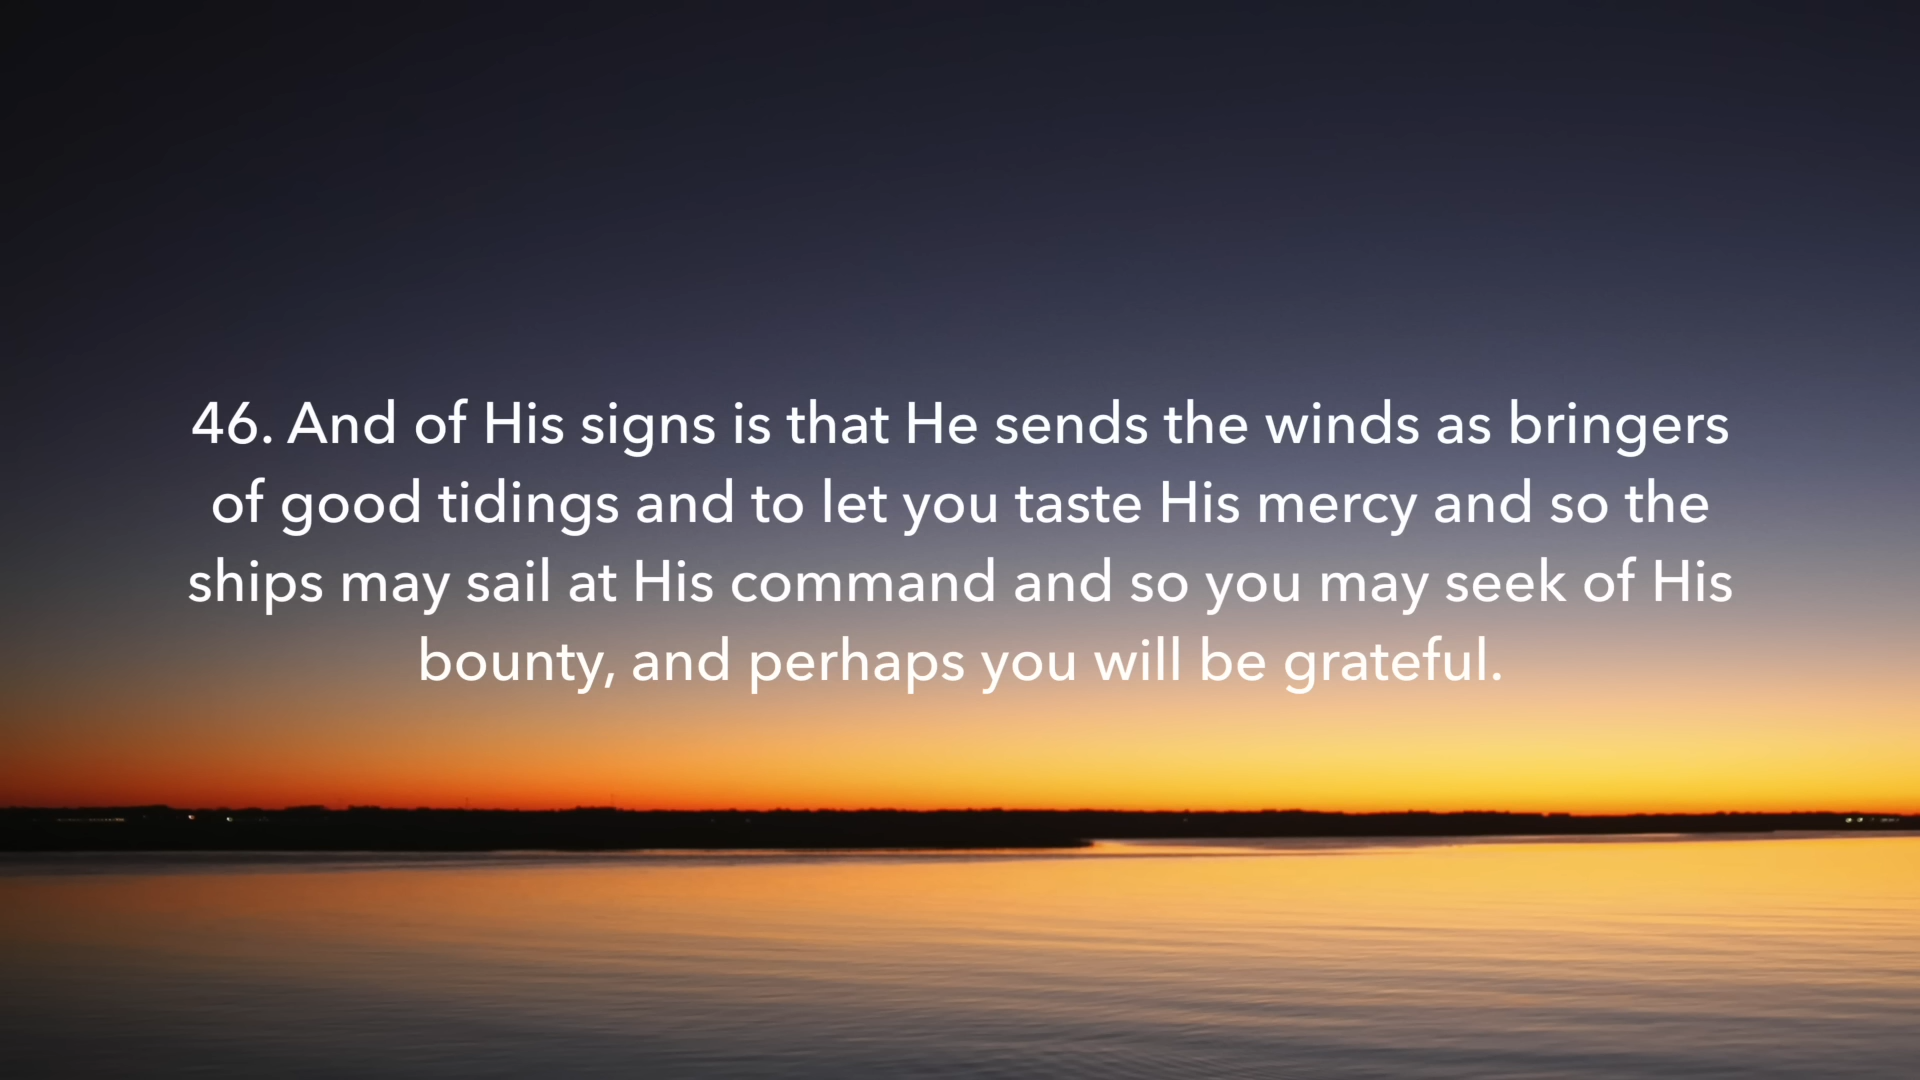 46. And of His signs is that He sends the winds as bringers
of good tidings and to let you taste His mercy and so the
ships may sail at His command and so you may seek of His
bounty, and perhaps you will be grateful.